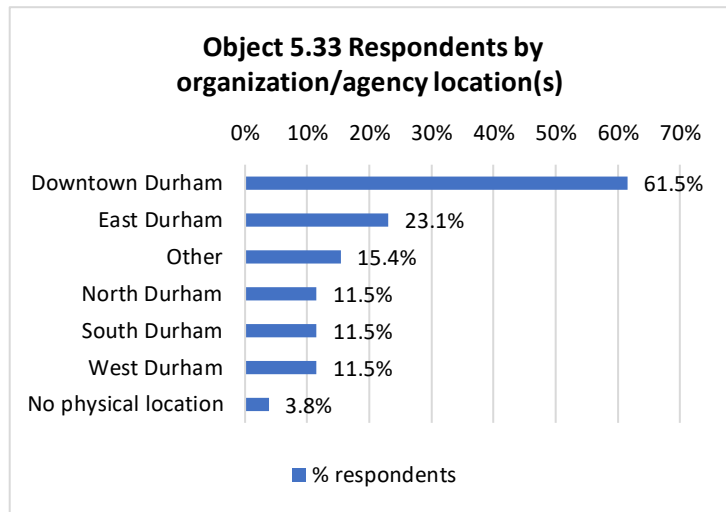 Object 5.33 Respondents by
organization/agency location(s)
0% 10% 20% 30% 40% 50% 60% 70%
Downtown Durham 61.5%
East Durham 23.1%
Other 15.4%
North Durham 11.5%
South Durham 11.5%
West Durham 11.5%
No physical location 3.8%
% respondents